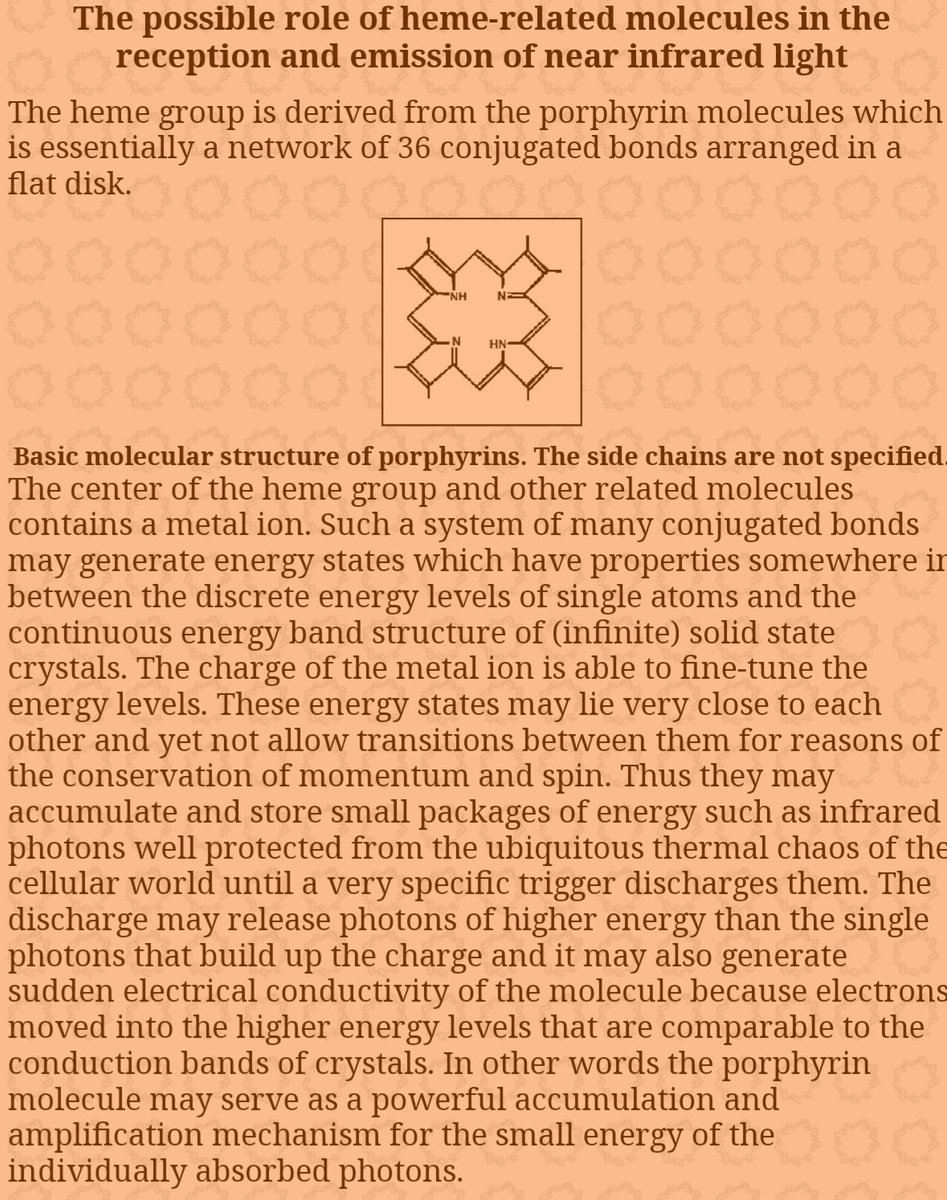 The possible role of heme-related molecules in the
reception and emission of near infrared light
The heme group is derived from the porphyrin molecules which
is essentially a network of 36 conjugated bonds arranged in a
flat disk.
NH N
N HN
Basic molecular structure of porphyrins. The side chains are not specified.
The center of the heme group and other related molecules
contains a metal ion. Such a system of many conjugated bonds
may generate energy states which have properties somewhere in
between the discrete energy levels of single atoms and the
continuous energy band structure of (infinite) solid state
crystals. The charge of the metal ion is able to fine-tune the
energy levels. These energy states may lie very close to each
other and yet not allow transitions between them for reasons of
the conservation of momentum and spin. Thus they may
accumulate and store small packages of energy such as infrared
photons well protected from the ubiquitous thermal chaos of the
cellular world until a very specific trigger discharges them. The
discharge may release photons of higher energy than the single
photons that build up the charge and it may also generate
sudden electrical conductivity of the molecule because electrons
moved into the higher energy levels that are comparable to the
conduction bands of crystals. In other words the porphyrin
molecule may serve as a powerful accumulation and
amplification mechanism for the small energy of the
individually absorbed photons.